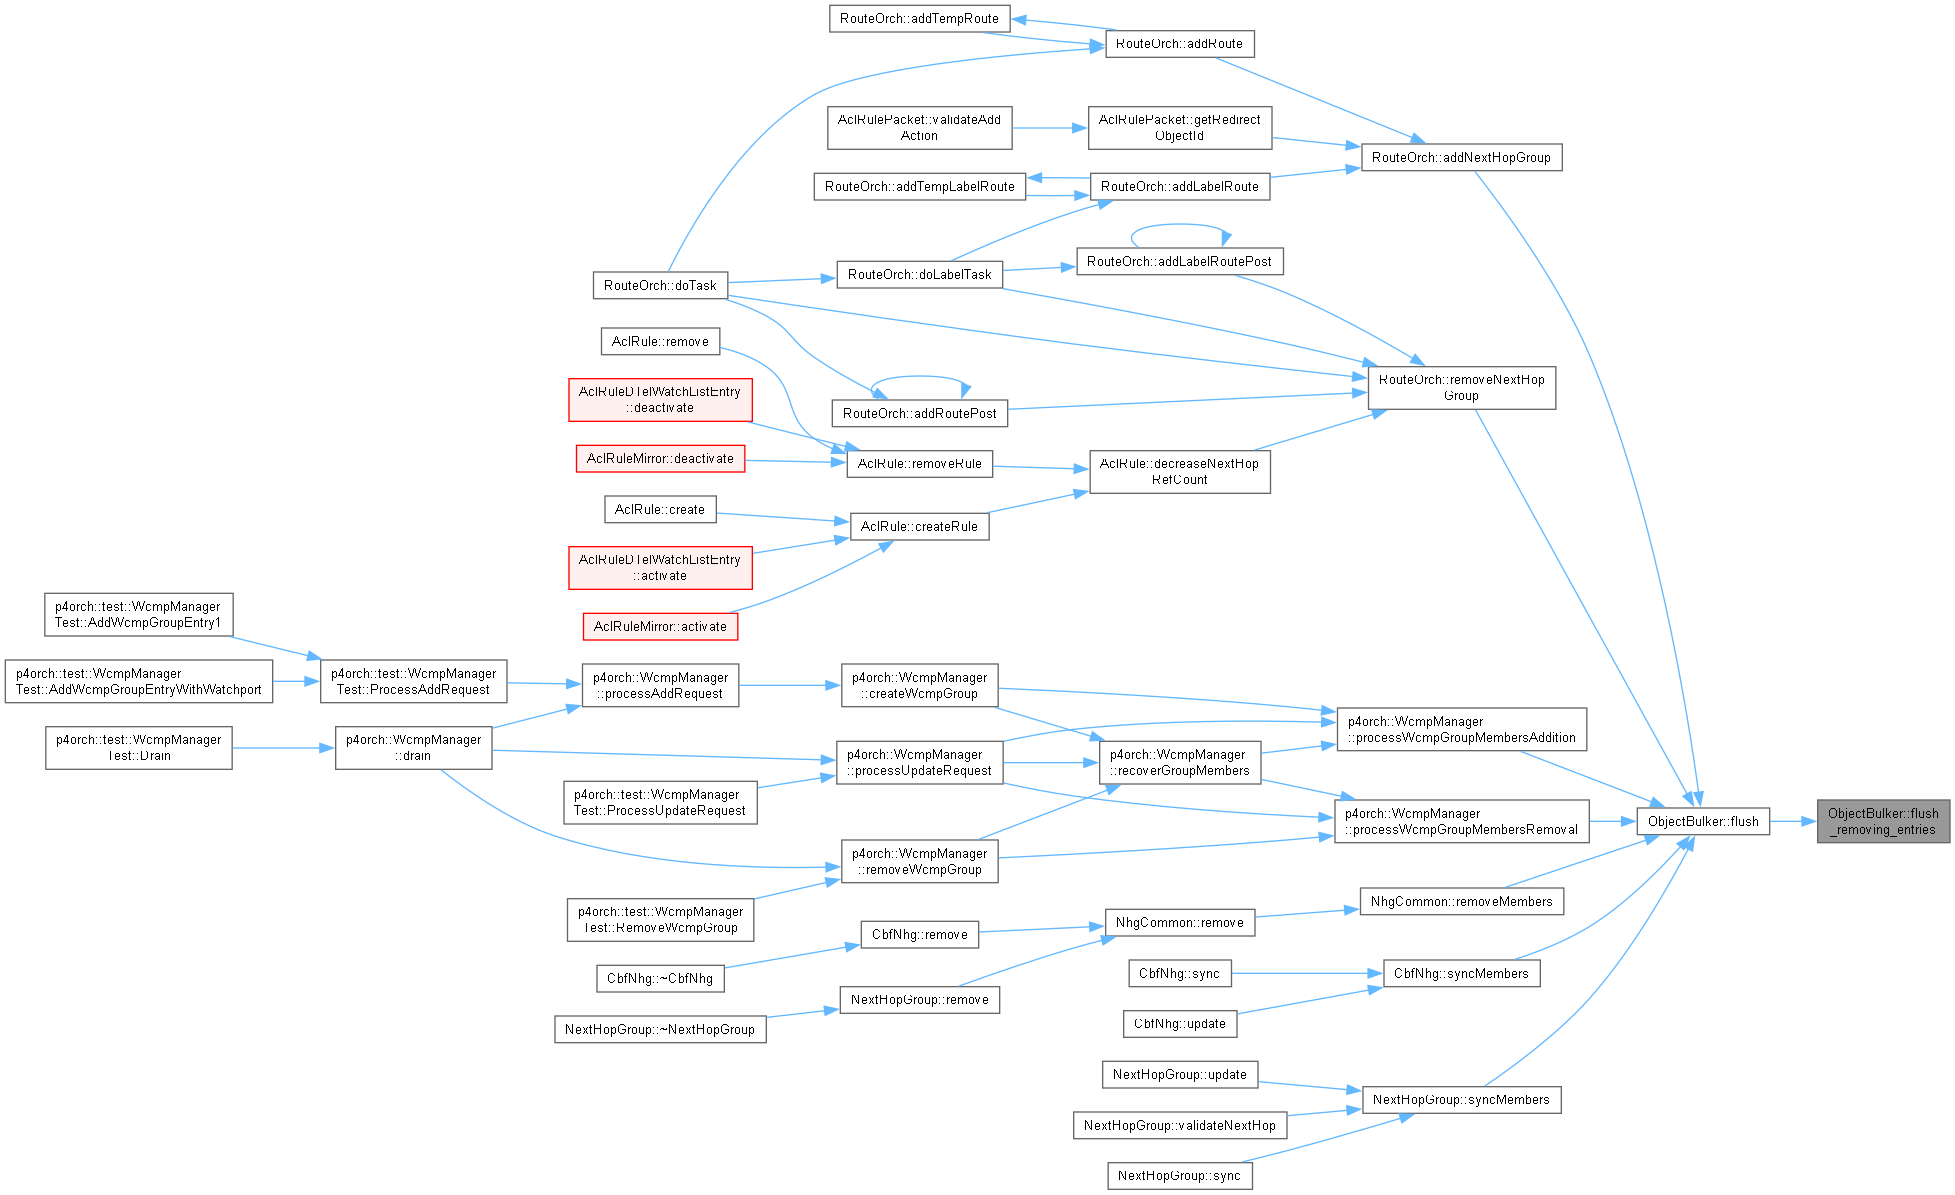 RouteOrch::addTempRoute
RouteOrch::addRoute
AclRulePacket::validateAdd
Action
AclRulePacket::getRedirect
ObjectId
RouteOrch::addNextHopGroup
RouteOrch::addTempLabelRoute
RouteOrch::addLabelRoute
RouteOrch::addLabelRoutePost
RouteOrch::doLabelTask
RouteOrch::doTask
AclRule::remove
RouteOrch::removeNextHop
Group
AclRuleDTelWatchListEntry
::deactivate
RouteOrch::addRoutePost
AclRuleMirror::deactivate
AclRule::removeRule
AclRule::decreaseNextHop
RefCount
AclRule::create
AclRule::createRule
AclRuleDTelWatchListEntry
::activate
AclRuleMirror::activate
p4orch::test::WcmpManager
Test::AddWcmpGroupEntry1
p4orch::test::WcmpManager
Test::AddWcmpGroupEntryWithWatchport
p4orch::test::WcmpManager
Test::ProcessAddRequest
p4orch::WcmpManager
::processAddRequest
p4orch::WcmpManager
::createWcmpGroup
p4orch::WcmpManager
::processWcmpGroupMembersAddition
p4orch::test::WcmpManager
Test::Drain
p4orch::WcmpManager
::drain
p4orch::WcmpManager
::processUpdateRequest
p4orch::WcmpManager
::recoverGroupMembers
p4orch::test::WcmpManager
Test::ProcessUpdateRequest
p4orch::WcmpManager
::processWcmpGroupMembersRemoval
ObjectBulker::flush
ObjectBulker::flush
_removing_entries
p4orch::WcmpManager
::removeWcmpGroup
p4orch::test::WcmpManager
Test::RemoveWcmpGroup
NhgCommon::removeMembers
NhgCommon::remove
CbfNhg::remove
CbfNhg::~CbfNhg
CbfNhg::sync
CbfNhg::syncMembers
NextHopGroup::remove
NextHopGroup::~NextHopGroup
CbfNhg::update
NextHopGroup::update
NextHopGroup::syncMembers
NextHopGroup::validateNextHop
NextHopGroup::sync